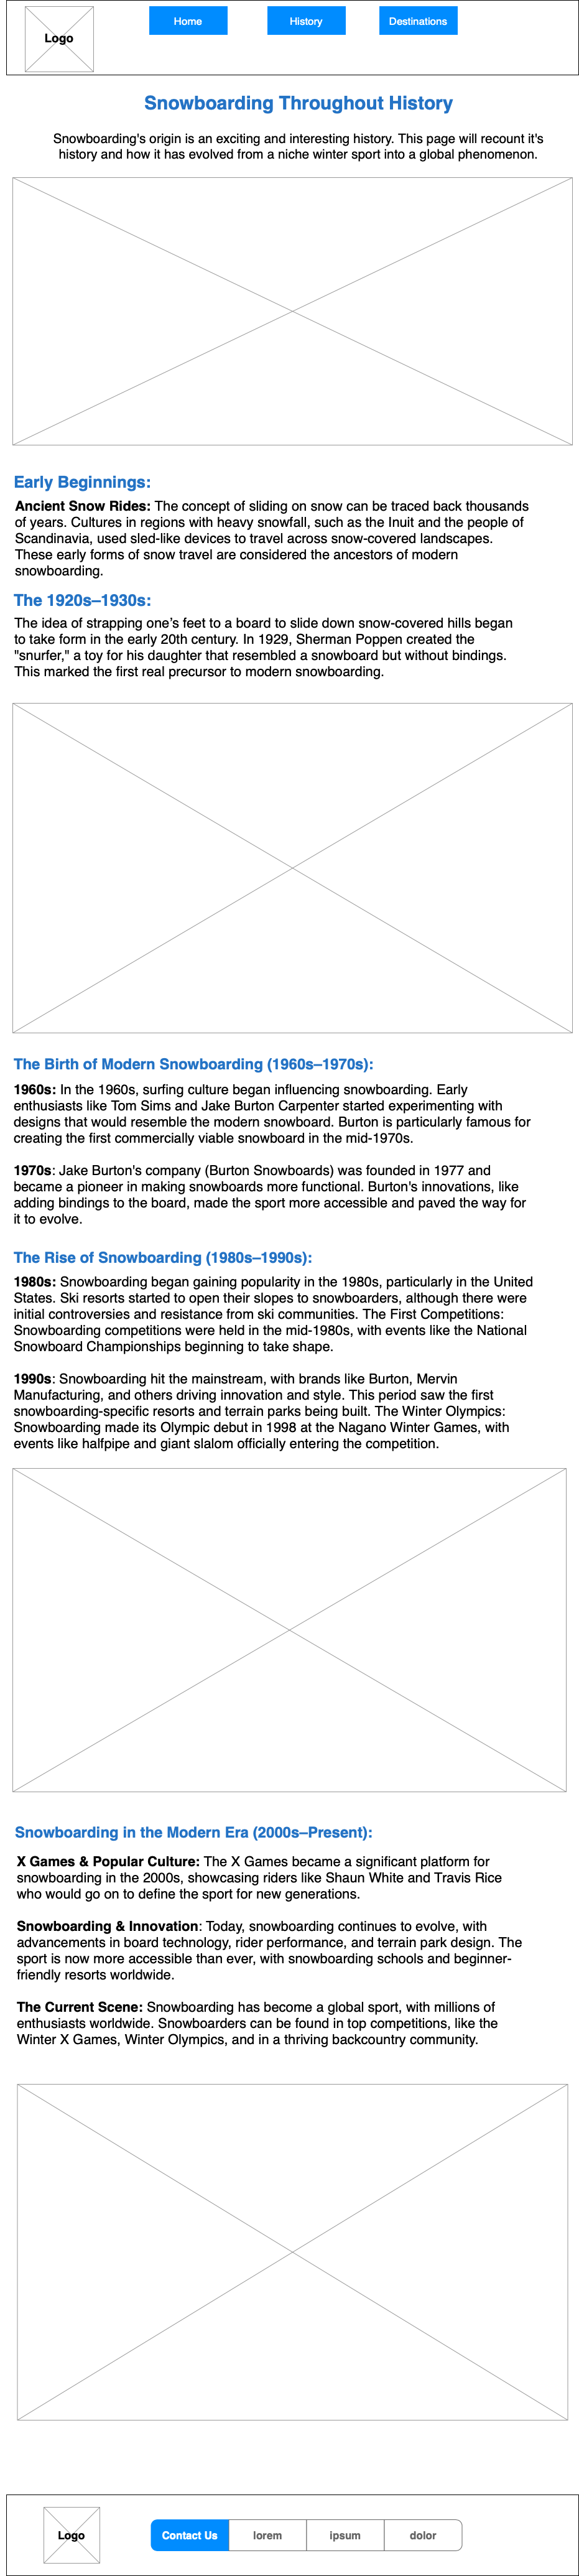 Logo
Home
History
Destinations
Snowboarding Throughout History
Snowboarding's origin is an exciting and interesting history. This page will recount it's
history and how it has evolved from a niche winter sport into a global phenomenon.
Early Beginnings:
Ancient Snow Rides: The concept of sliding on snow can be traced back thousands
of years. Cultures in regions with heavy snowfall, such as the Inuit and the people of
Scandinavia, used sled-like devices to travel across snow-covered landscapes.
These early forms of snow travel are considered the ancestors of modern
snowboarding.
The 1920s–1930s:
The idea of strapping one’s feet to a board to slide down snow-covered hills began
to take form in the early 20th century. In 1929, Sherman Poppen created the
"snurfer," a toy for his daughter that resembled a snowboard but without bindings.
This marked the first real precursor to modern snowboarding.
The Birth of Modern Snowboarding (1960s–1970s):
1960s: In the 1960s, surfing culture began influencing snowboarding. Early
enthusiasts like Tom Sims and Jake Burton Carpenter started experimenting with
designs that would resemble the modern snowboard. Burton is particularly famous for
creating the first commercially viable snowboard in the mid-1970s.
1970s: Jake Burton's company (Burton Snowboards) was founded in 1977 and
became a pioneer in making snowboards more functional. Burton's innovations, like
adding bindings to the board, made the sport more accessible and paved the way for
it to evolve.
The Rise of Snowboarding (1980s–1990s):
1980s: Snowboarding began gaining popularity in the 1980s, particularly in the United
States. Ski resorts started to open their slopes to snowboarders, although there were
initial controversies and resistance from ski communities. The First Competitions:
Snowboarding competitions were held in the mid-1980s, with events like the National
Snowboard Championships beginning to take shape.
1990s: Snowboarding hit the mainstream, with brands like Burton, Mervin
Manufacturing, and others driving innovation and style. This period saw the first
snowboarding-specific resorts and terrain parks being built. The Winter Olympics:
Snowboarding made its Olympic debut in 1998 at the Nagano Winter Games, with
events like halfpipe and giant slalom officially entering the competition.
Snowboarding in the Modern Era (2000s–Present):
X Games & Popular Culture: The X Games became a significant platform for
snowboarding in the 2000s, showcasing riders like Shaun White and Travis Rice
who would go on to define the sport for new generations.
Snowboarding & Innovation: Today, snowboarding continues to evolve, with
advancements in board technology, rider performance, and terrain park design. The
sport is now more accessible than ever, with snowboarding schools and beginner-
friendly resorts worldwide.
The Current Scene: Snowboarding has become a global sport, with millions of
enthusiasts worldwide. Snowboarders can be found in top competitions, like the
Winter X Games, Winter Olympics, and in a thriving backcountry community.
Logo
Contact Us
lorem
ipsum
dolor